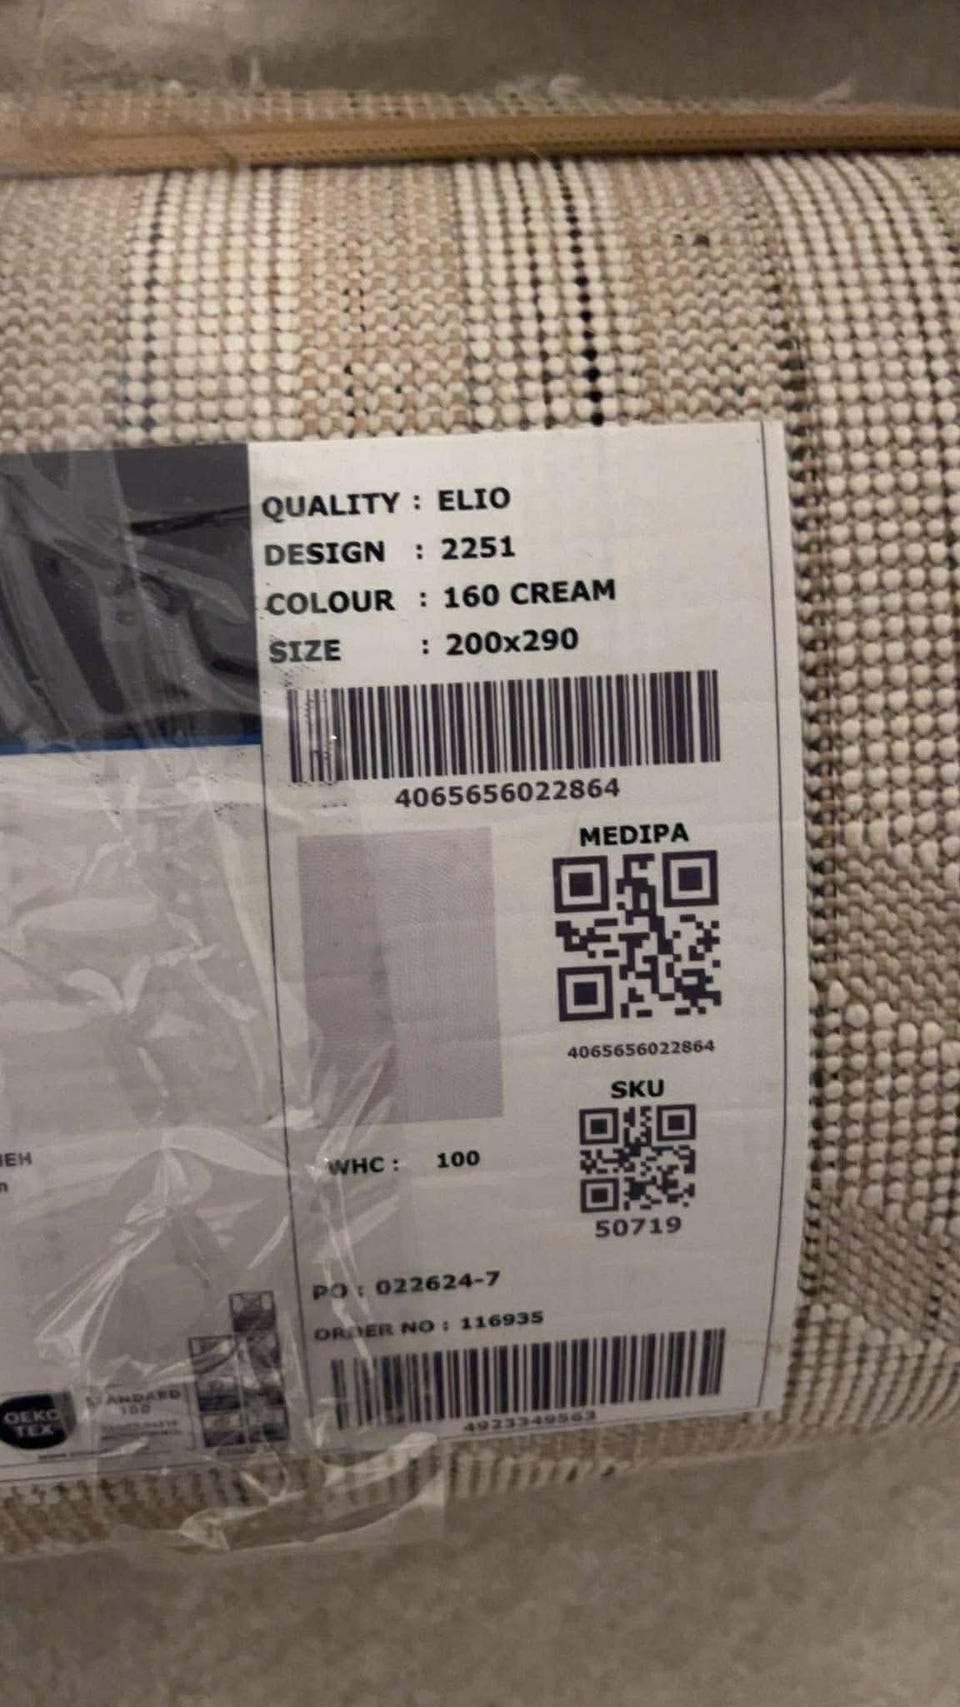 QUALITY : ELIO
DESIGN : 2251
COLOUR : 160 CREAM
SIZE : 200x290
4065656022864
MEDIPA
4065656022864
SKU
50719
WHC : 100
PO : 022624-7
ORDER NO : 116935
4923349563
OEKO
TEX
STANDARD
100